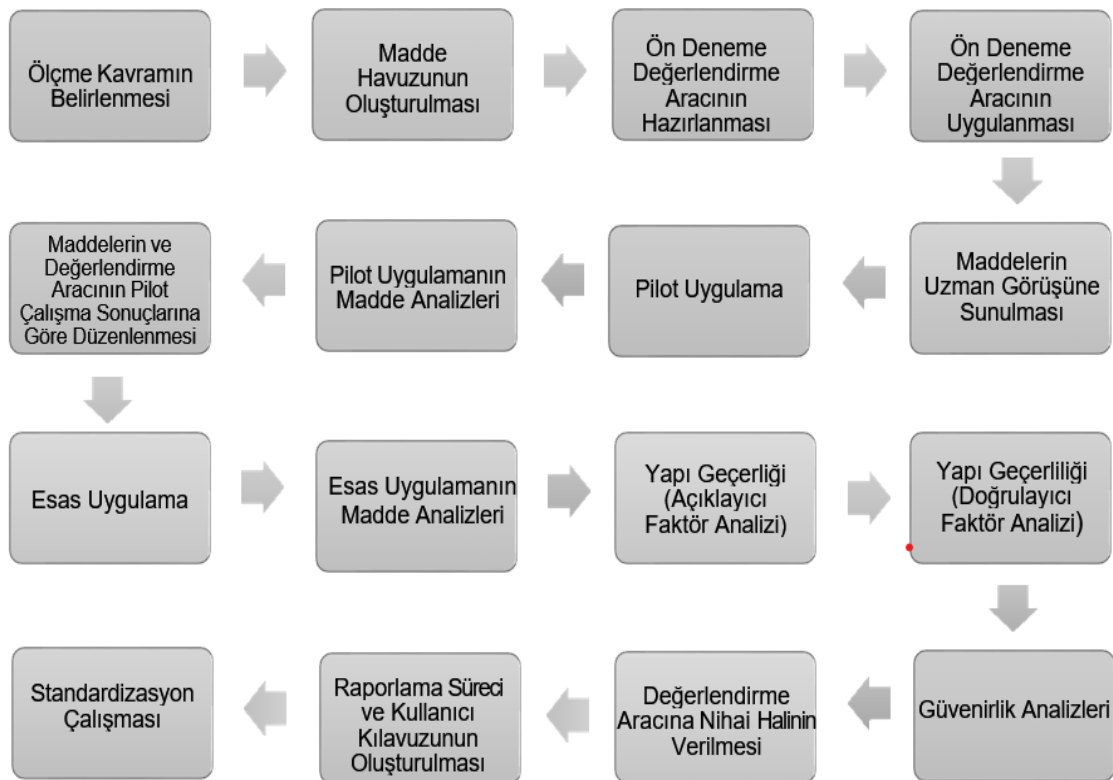 Ölçme Kavramın
Belirlenmesi
Madde
Havuzunun
Oluşturulması
Ön Deneme
Değerlendirme
Aracının
Hazırlanması
Ön Deneme
Değerlendirme
Aracının
Uygulanması
Maddelerin
Uzman Görüşüne
Sunulması
Pilot Uygulama
Pilot Uygulamanın
Madde Analizleri
Maddelerin ve
Değerlendirme
Aracının Pilot
Çalışma Sonuçlarına
Göre Düzenlenmesi
Esas Uygulama
Esas Uygulamanın
Madde Analizleri
Yapı Geçerliği
(Açıklayıcı
Faktör Analizi)
Yapı Geçerliliği
(Doğrulayıcı
Faktör Analizi)
Güvenirlik Analizleri
Değerlendirme
Aracına Nihai Halinin
Verilmesi
Raporlama Süreci
ve Kullanıcı
Kılavuzunun
Oluşturulması
Standardizasyon
Çalışması